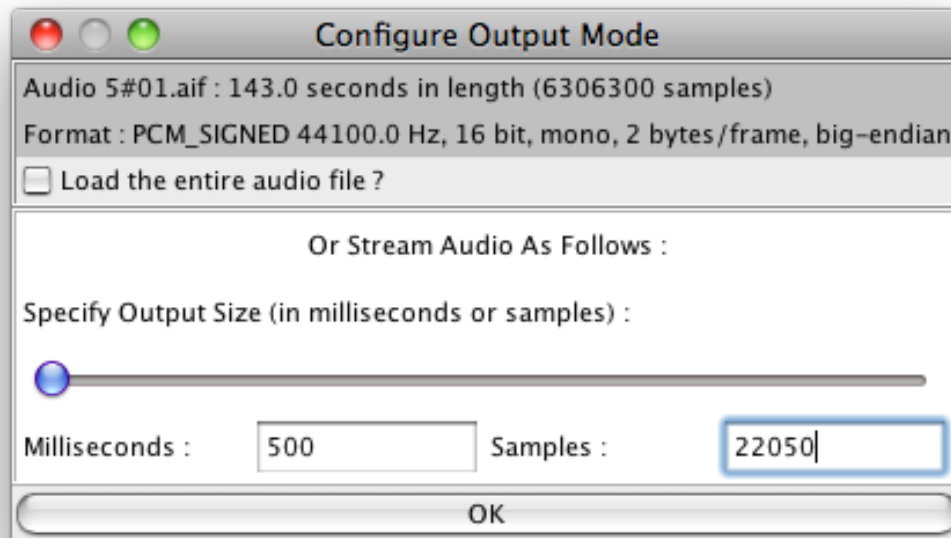 Configure Output Mode
Audio 5#01.aif : 143.0 seconds in length (6306300 samples)
Format : PCM_SIGNED 44100.0 Hz, 16 bit, mono, 2 bytes/frame, big-endian
Load the entire audio file ?
Or Stream Audio As Follows :
Specify Output Size (in milliseconds or samples) :
Milliseconds : 500 Samples : 22050
OK